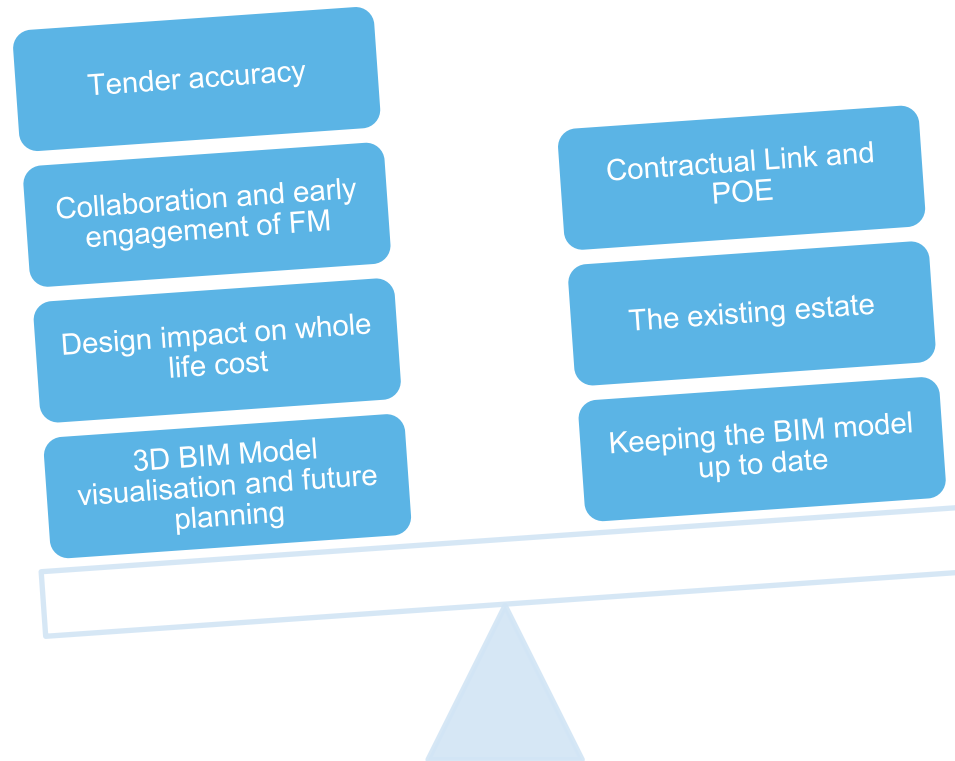 Tender accuracy
Collaboration and early
engagement of FM
Design impact on whole
life cost
3D BIM Model
visualisation and future
planning
Contractual Link and
POE
The existing estate
Keeping the BIM model
up to date